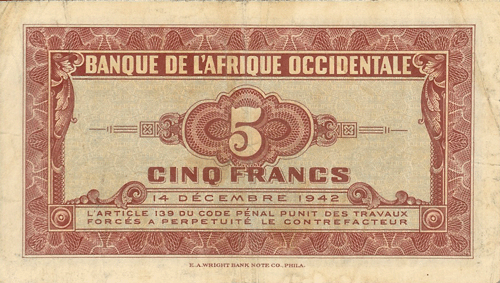 BANQUE DE L'AFRIQUE OCCIDENTALE
5
CINQ FRANCS
14 DÉCEMBRE 1942
L'ARTICLE 139 DU CODE PÉNAL PUNIT DES TRAVAUX
FORCÉS A PERPETUITÉ LE CONTREFACTEUR
E.A.WRIGHT BANK NOTE CO., PHILA.